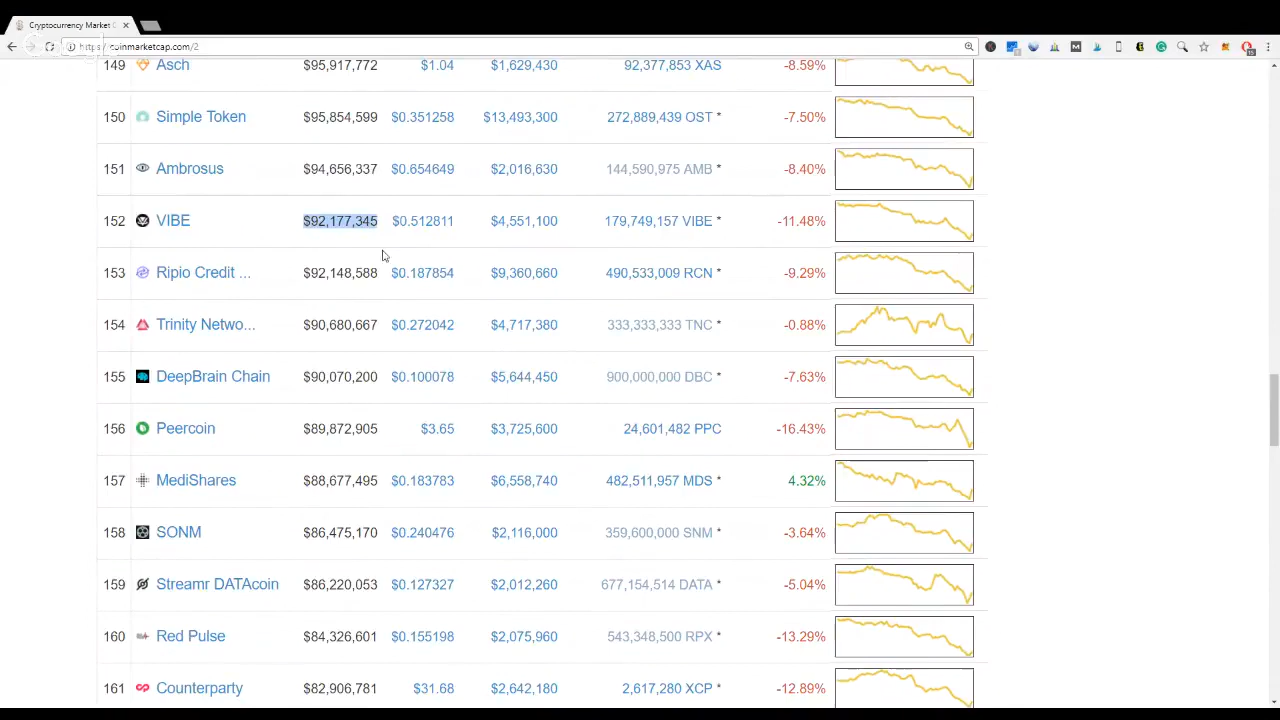 Cryptocurrency Market C
https://coinmarketcap.com/2
149 Asch $95,917,772 $1.04 $1,629,430 92,377,853 XAS -8.59%
150 Simple Token $95,854,599 $0.351258 $13,493,300 272,889,439 OST * -7.50%
151 Ambrosus $94,656,337 $0.654649 $2,016,630 144,590,975 AMB * -8.40%
152 VIBE $92,177,345 $0.512811 $4,551,100 179,749,157 VIBE * -11.48%
153 Ripio Credit ... $92,148,588 $0.187854 $9,360,660 490,533,009 RCN * -9.29%
154 Trinity Netwo... $90,680,667 $0.272042 $4,717,380 333,333,333 TNC * -0.88%
155 DeepBrain Chain $90,070,200 $0.100078 $5,644,450 900,000,000 DBC * -7.63%
156 Peercoin $89,872,905 $3.65 $3,725,600 24,601,482 PPC -16.43%
157 MediShares $88,677,495 $0.183783 $6,558,740 482,511,957 MDS * 4.32%
158 SONM $86,475,170 $0.240476 $2,116,000 359,600,000 SNM * -3.64%
159 Streamr DATAcoin $86,220,053 $0.127327 $2,012,260 677,154,514 DATA * -5.04%
160 Red Pulse $84,326,601 $0.155198 $2,075,960 543,348,500 RPX * -13.29%
161 Counterparty $82,906,781 $31.68 $2,642,180 2,617,280 XCP * -12.89%